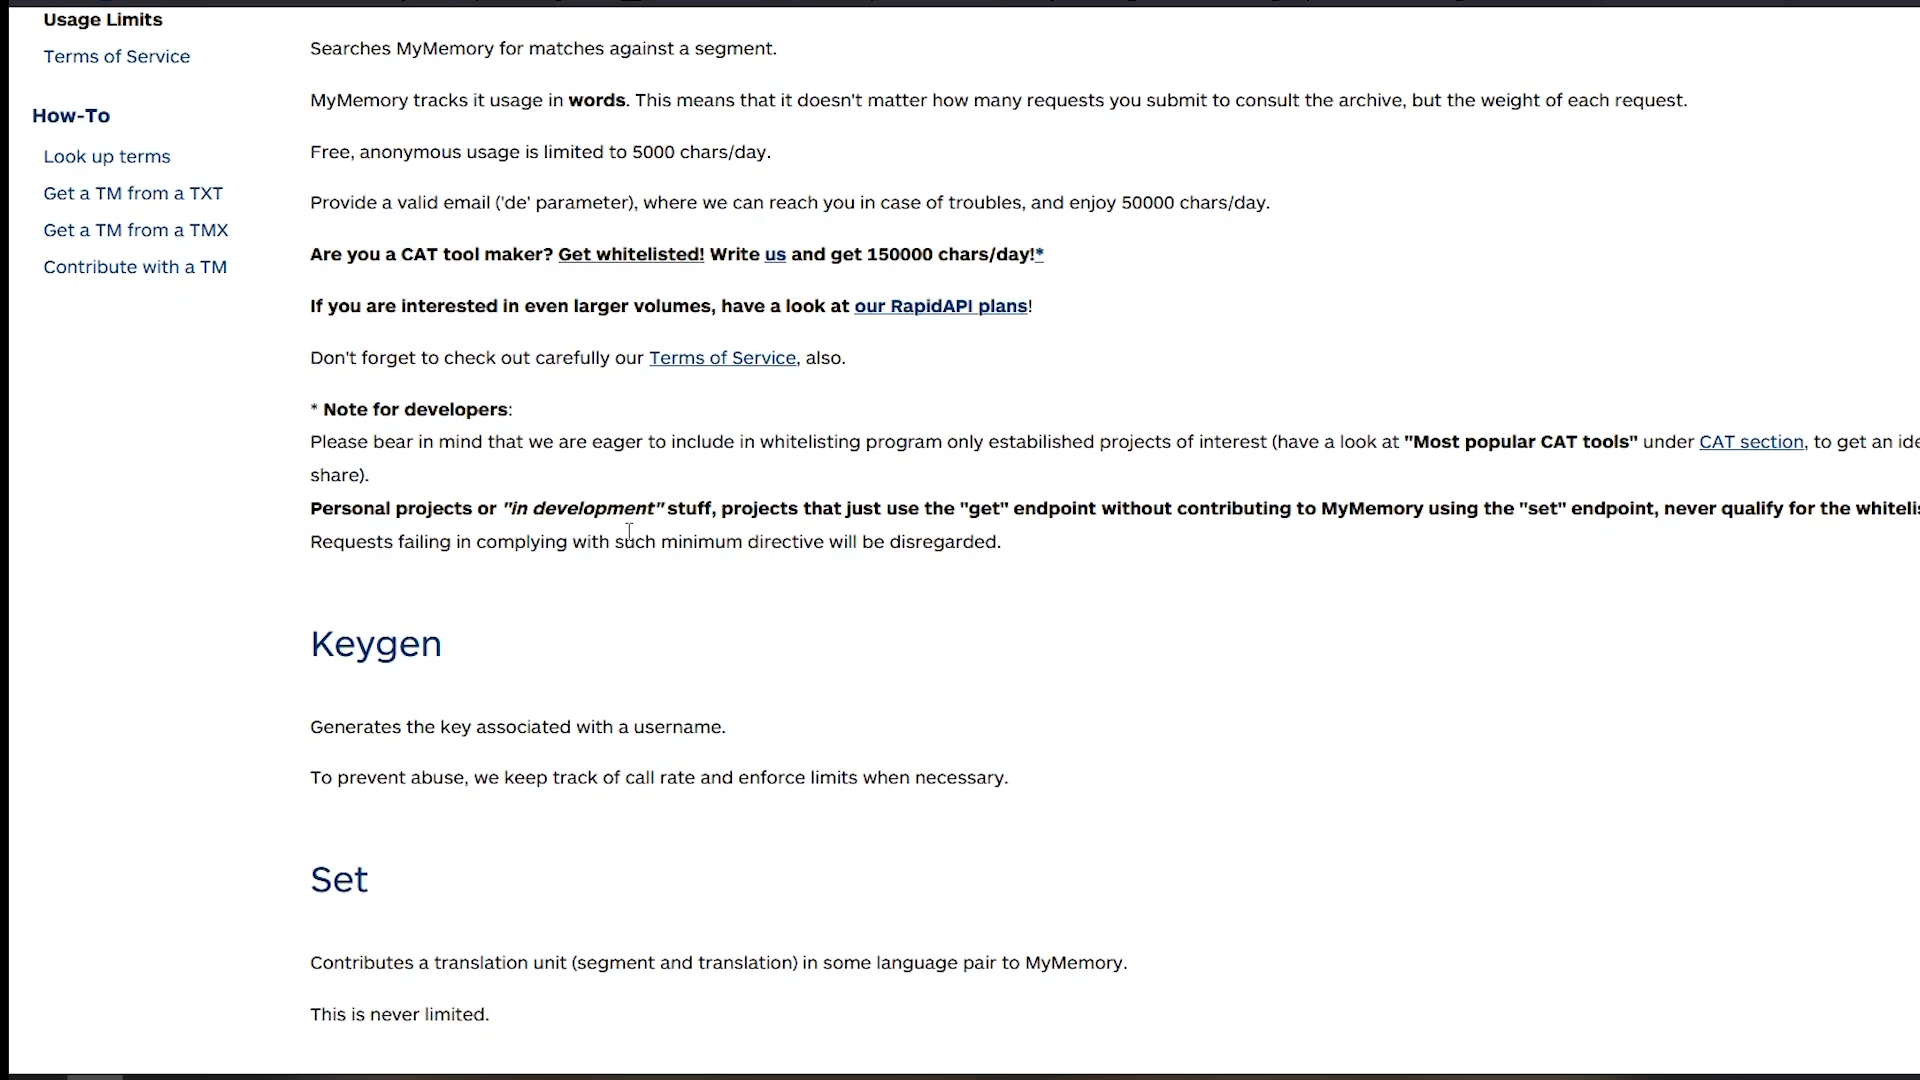 Usage Limits
Terms of Service
How-To
Look up terms
Get a TM from a TXT
Get a TM from a TMX
Contribute with a TM
Searches MyMemory for matches against a segment.
MyMemory tracks it usage in words. This means that it doesn't matter how many requests you submit to consult the archive, but the weight of each request.
Free, anonymous usage is limited to 5000 chars/day.
Provide a valid email ('de' parameter), where we can reach you in case of troubles, and enjoy 50000 chars/day.
Are you a CAT tool maker? Get whitelisted! Write us and get 150000 chars/day!*
If you are interested in even larger volumes, have a look at our RapidAPI plans!
Don't forget to check out carefully our Terms of Service, also.
* Note for developers:
Please bear in mind that we are eager to include in whitelisting program only estabilished projects of interest (have a look at "Most popular CAT tools" under CAT section, to get an
share).
Personal projects or "in development" stuff, projects that just use the "get" endpoint without contributing to MyMemory using the "set" endpoint, never qualify for the
Requests failing in complying with such minimum directive will be disregarded.
Keygen
Generates the key associated with a username.
To prevent abuse, we keep track of call rate and enforce limits when necessary.
Set
Contributes a translation unit (segment and translation) in some language pair to MyMemory.
This is never limited.